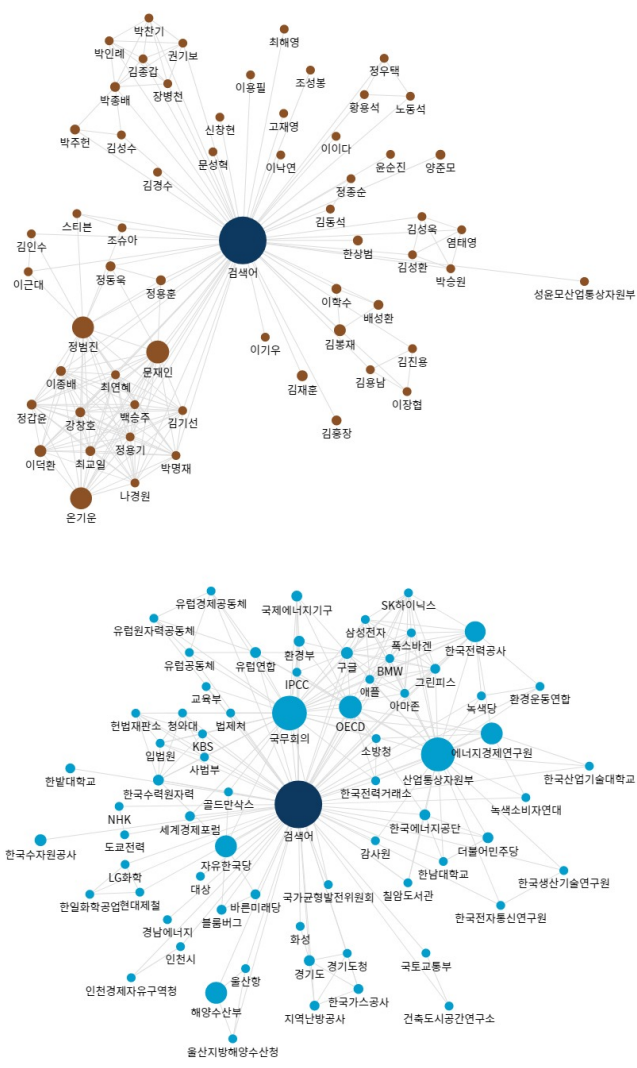 박찬기
박인례
권기보
최해영
김종갑
정우택
박종배
장병천
이용필
조성봉
황용석
노동석
박주헌
김성수
신창현
고재영
이이다
문성혁
이낙연
윤순진
양준모
김경수
정종순
김동석
스티븐
조슈아
김인수
김성욱
염태영
한상범
검색어
김성환
박승원
이근대
정동욱
정용훈
성윤모산업통상자원부
이학수
배성환
정범진
문재인
이기우
김봉재
김진용
이종배
최연혜
김재훈
김용남
이장협
정갑윤
강창호
백승주
김기선
김홍장
이덕환
최교일
정용기
박명재
나경원
온기운
유럽경제공동체
국제에너지기구
SK하이닉스
유럽원자력공동체
삼성전자
폭스바겐
한국전력공사
유럽공동체
유럽연합
환경부
구글
BMW
그린피스
IPCC
애플
아마존
교육부
녹색당
환경운동연합
헌법재판소
청와대
법제처
국무회의
OECD
KBS
입법원
소방청
에너지경제연구원
사법부
한밭대학교
한국수력원자력
산업통상자원부
한국산업기술대학교
한국전력거래소
골드만삭스
녹색소비자연대
NHK
세계경제포럼
검색어
한국에너지공단
도쿄전력
한국수자원공사
자유한국당
감사원
더불어민주당
LG화학
대상
한남대학교
한국생산기술연구원
한일화학공업
현대제철
국가균형발전위원회
칠암도서관
바른미래당
블룸버그
한국전자통신연구원
경남에너지
화성
인천시
경기도
경기도청
국토교통부
울산항
인천경제자유구역청
해양수산부
한국가스공사
지역난방공사
건축도시공간연구소
울산지방해양수산청